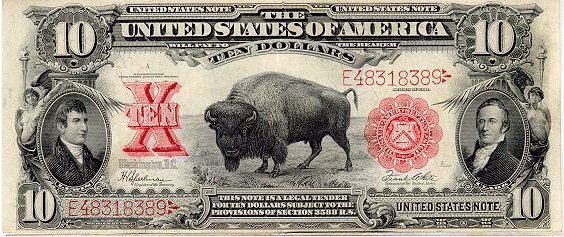 UNITED STATES NOTE
THE
UNITED STATES NOTE
10
UNITED STATES OF AMERICA
10
WILL PAY TO
THE BEARER
TEN DOLLARS
E48318389
TEN
X
Washington, D.C.
THIS NOTE IS A LEGAL TENDER
FOR TEN DOLLARS SUBJECT TO THE
PROVISIONS OF SECTION 3588 R.S.
10
E48318389
UNITED STATES NOTE
10